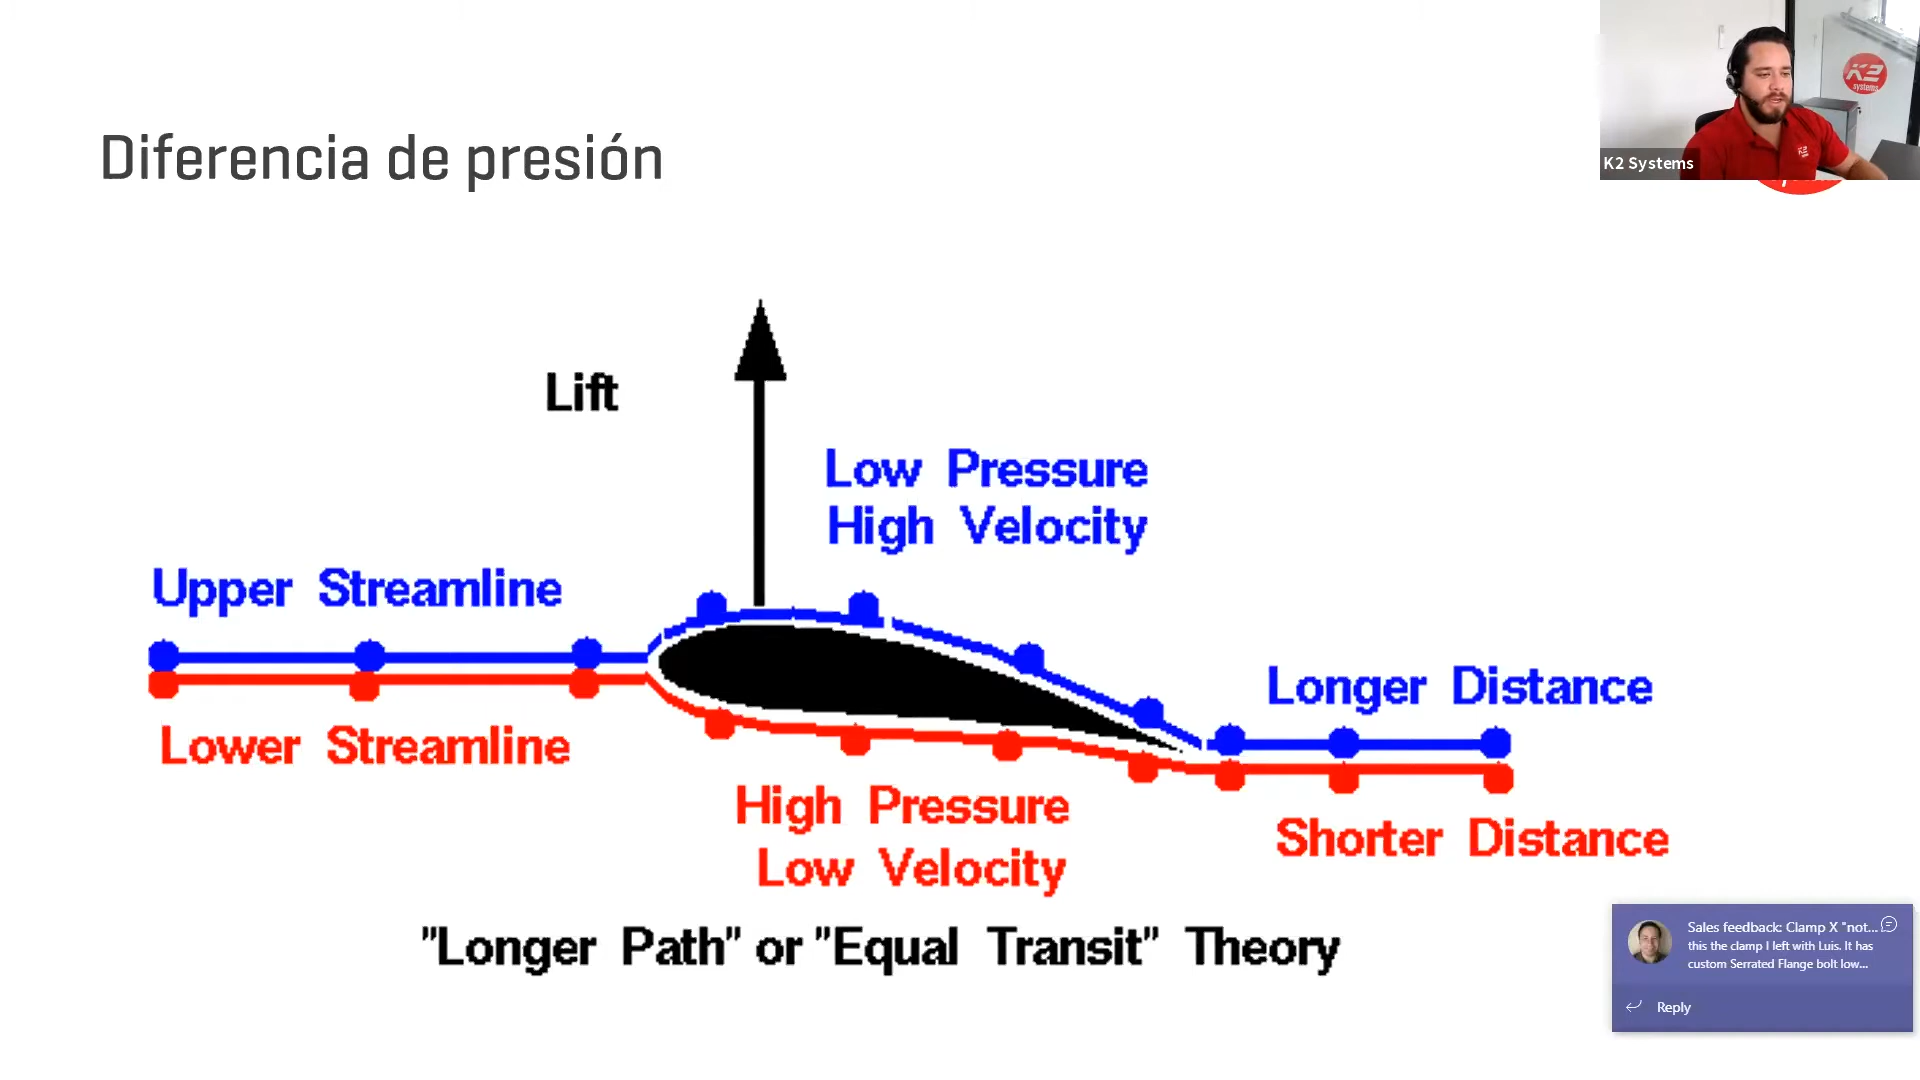 Diferencia de presión
K2
systems
K2 Systems
Lift
Low Pressure
High Velocity
Upper Streamline
Lower Streamline
Longer Distance
High Pressure
Low Velocity
Shorter Distance
"Longer Path" or "Equal Transit" Theory
Sales feedback: Clamp X "not...
this the clamp I left with Luis. It has
custom Serrated Flange bolt low...
Reply